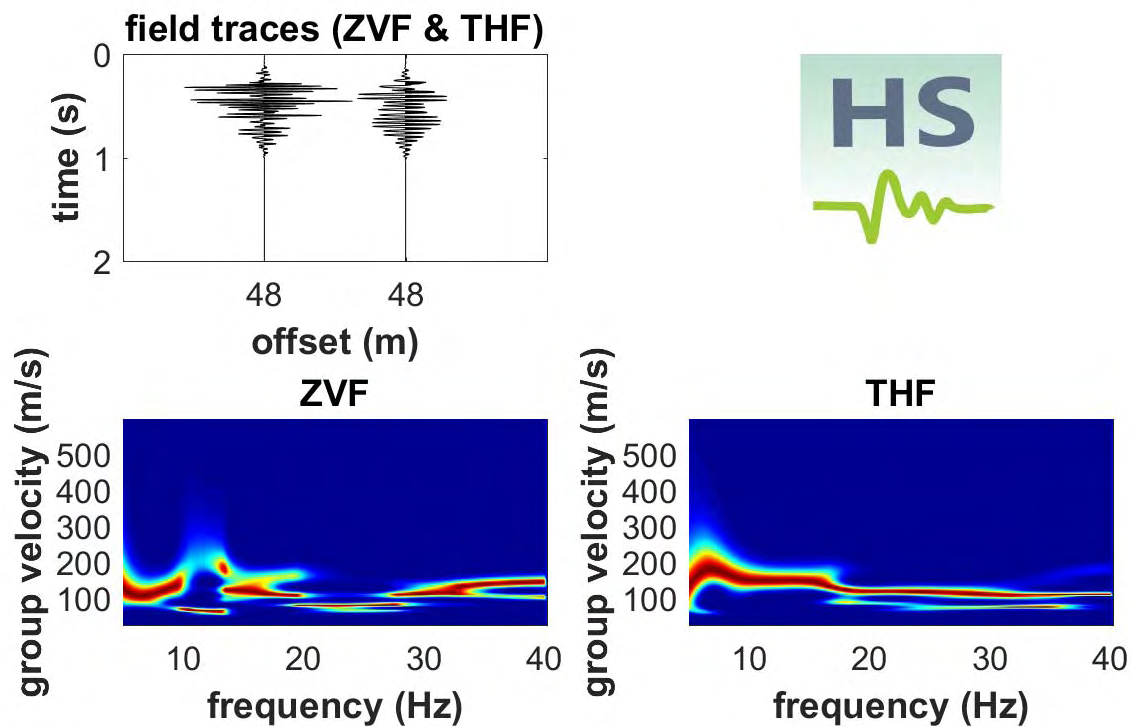 field traces (ZVF & THF)
0
1
2
time (s)
48 48
offset (m)
HS
ZVF
group velocity (m/s)
500
400
300
200
100
10 20 30 40
frequency (Hz)
THF
group velocity (m/s)
500
400
300
200
100
10 20 30 40
frequency (Hz)